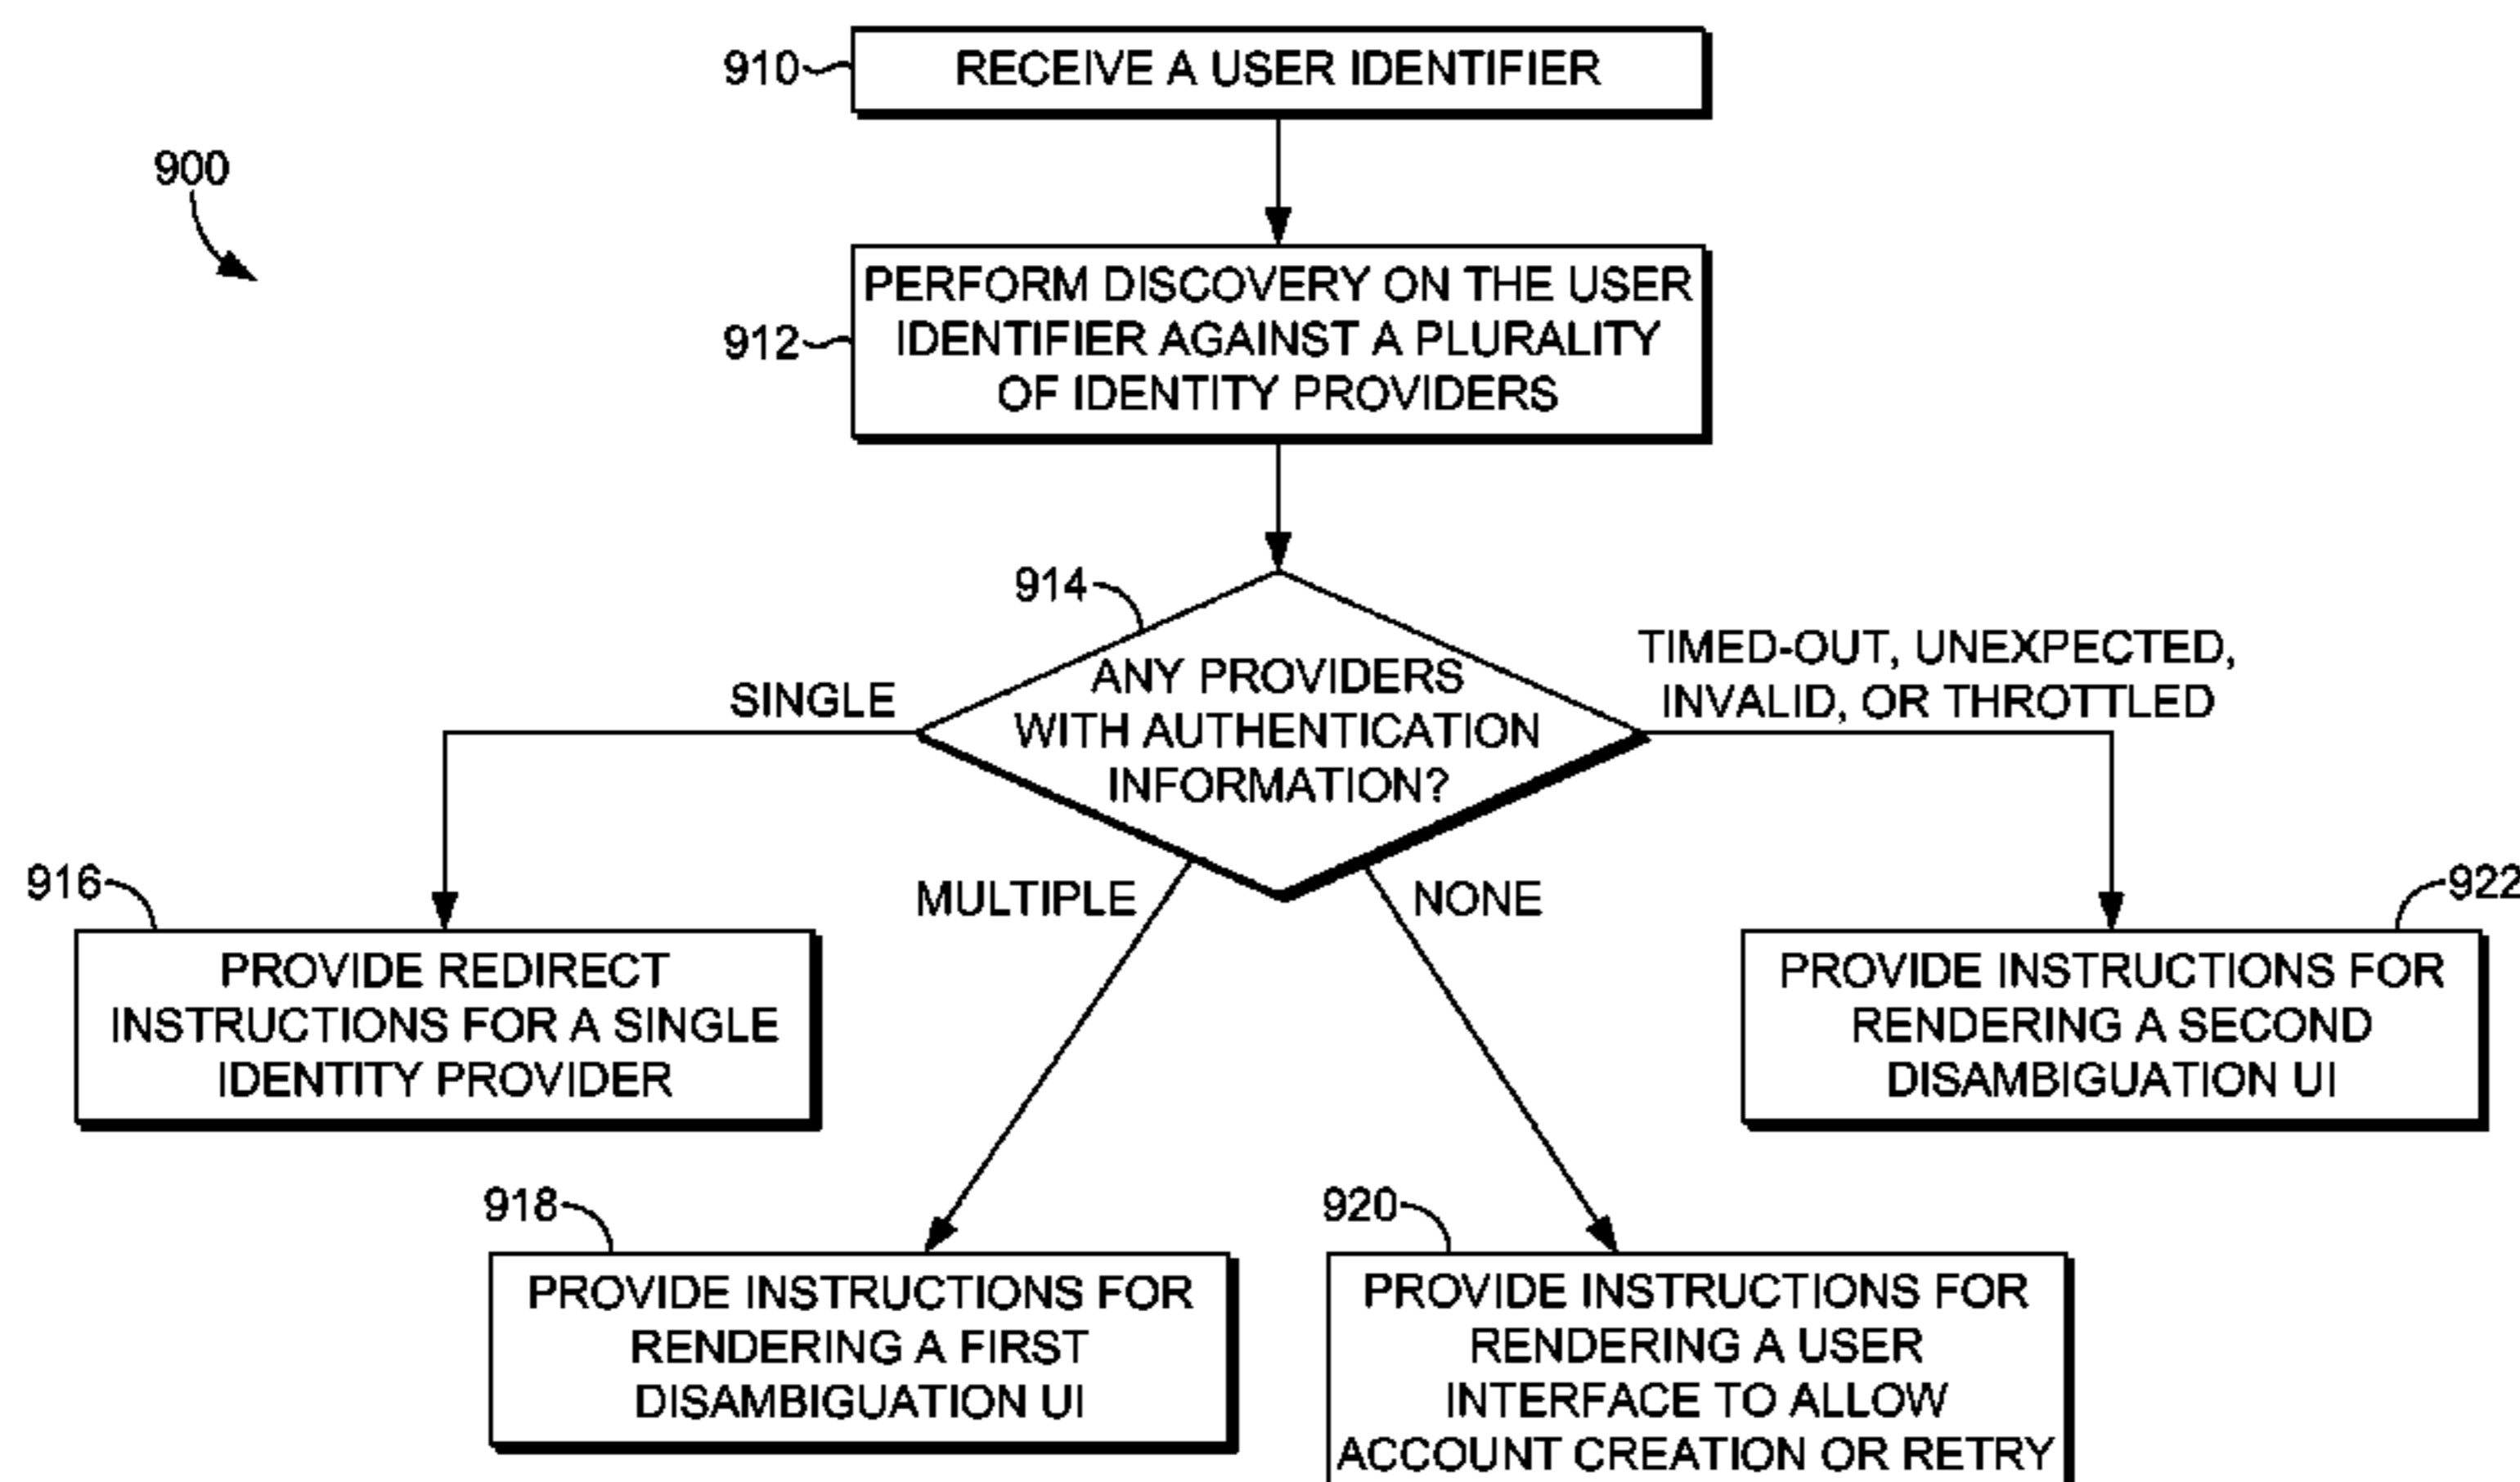 910
RECEIVE A USER IDENTIFIER
900
912
PERFORM DISCOVERY ON THE USER
IDENTIFIER AGAINST A PLURALITY
OF IDENTITY PROVIDERS
914
ANY PROVIDERS
WITH AUTHENTICATION
INFORMATION?
SINGLE
TIMED-OUT, UNEXPECTED,
INVALID, OR THROTTLED
MULTIPLE
NONE
916
PROVIDE REDIRECT
INSTRUCTIONS FOR A SINGLE
IDENTITY PROVIDER
922
PROVIDE INSTRUCTIONS FOR
RENDERING A SECOND
DISAMBIGUATION UI
918
PROVIDE INSTRUCTIONS FOR
RENDERING A FIRST
DISAMBIGUATION UI
920
PROVIDE INSTRUCTIONS FOR
RENDERING A USER
INTERFACE TO ALLOW
ACCOUNT CREATION OR RETRY